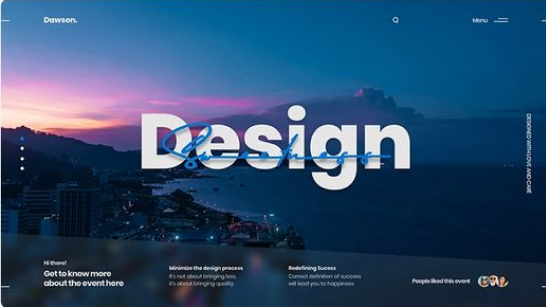 Dawson.
Menu
Design
Business
DESIGNED WITH LOVE AND CARE
Hi there!
Get to know more
about the event here
Minimize the design process
It's not about bringing less,
it's about bringing quality.
Redefining Sucess
Correct definition of success
will lead you to happiness
People liked this event